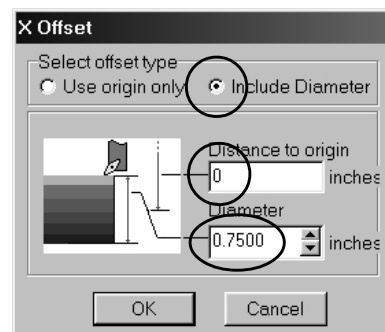 X Offset
Select offset type
Use origin only Include Diameter
Distance to origin
0 inches
Diameter
0.7500 inches
OK Cancel